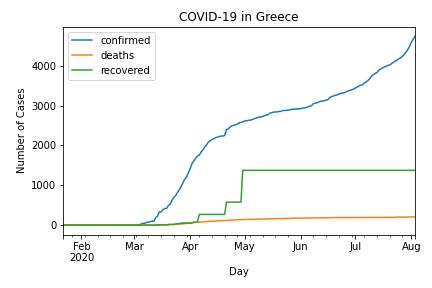 COVID-19 in Greece
confirmed
deaths
recovered
Number of Cases
4000
3000
2000
1000
0
Feb Mar Apr May Jun Jul Aug
2020
Day